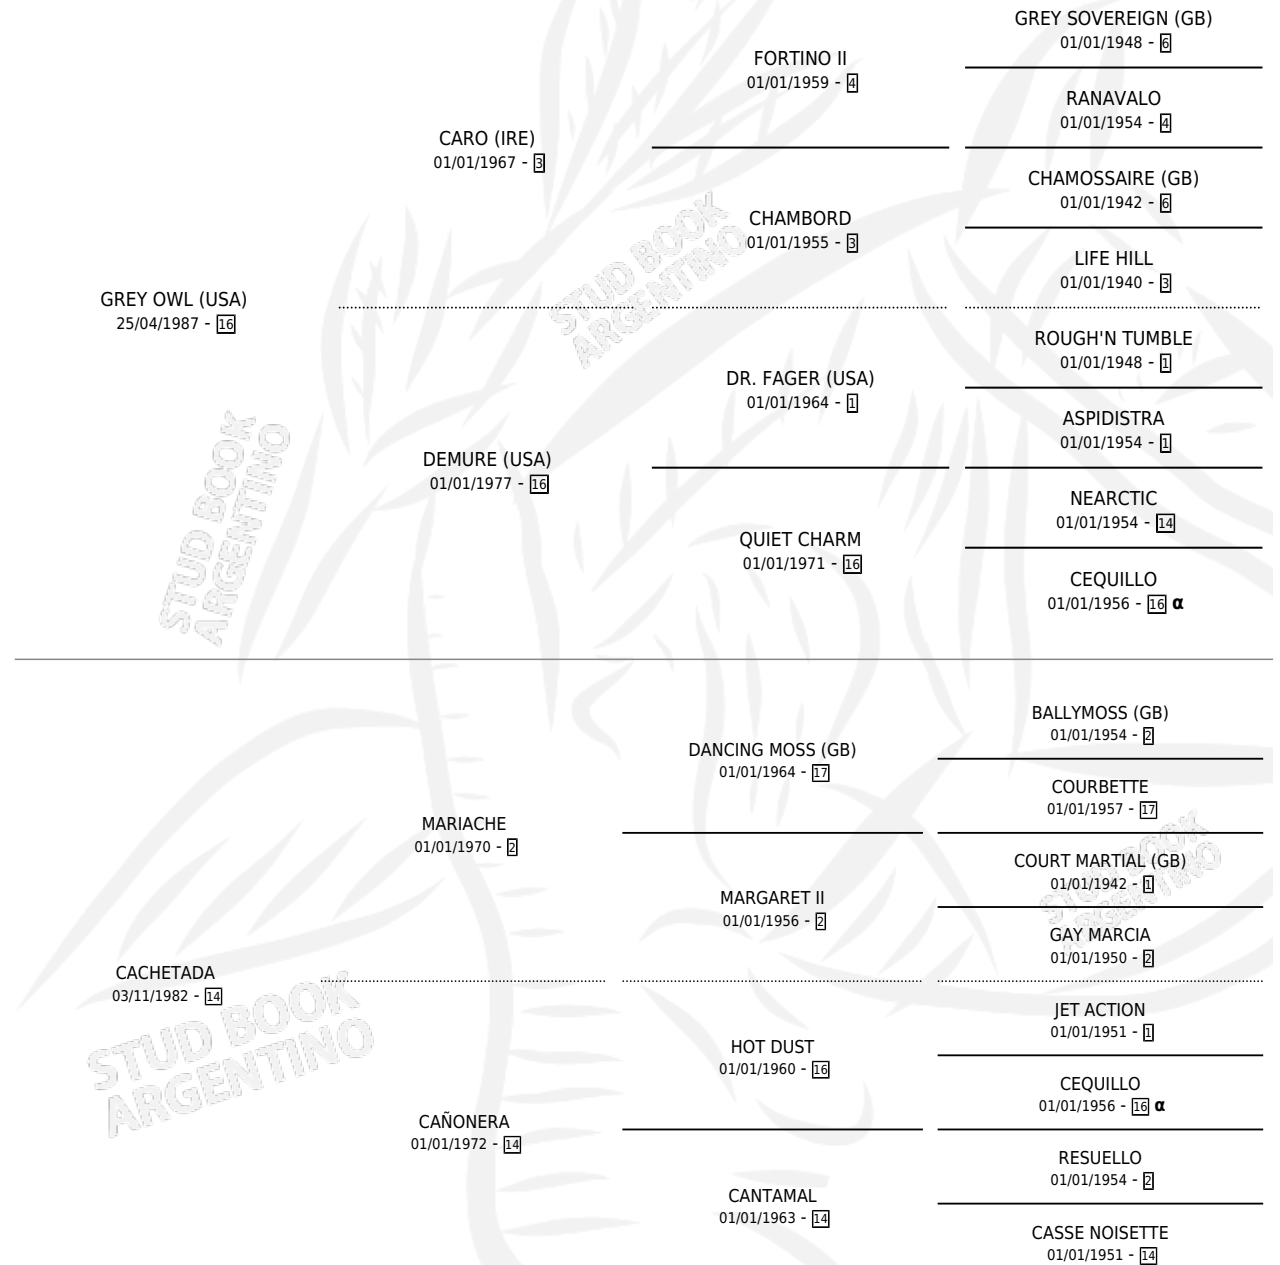 GREY SOVEREIGN (GB)
01/01/1948 - 6
FORTINO II
01/01/1959 - 4
RANAVALO
01/01/1954 - 4
CARO (IRE)
01/01/1967 - 3
CHAMOSSAIRE (GB)
01/01/1942 - 6
CHAMBORD
01/01/1955 - 3
LIFE HILL
01/01/1940 - 3
GREY OWL (USA)
25/04/1987 - 16
ROUGH'N TUMBLE
01/01/1948 - 1
DR. FAGER (USA)
01/01/1964 - 1
ASPIDISTRA
01/01/1954 - 1
DEMURE (USA)
01/01/1977 - 16
NEARCTIC
01/01/1954 - 14
QUIET CHARM
01/01/1971 - 16
CEQUILLO
01/01/1956 - 16 α
BALLYMOSS (GB)
01/01/1954 - 2
DANCING MOSS (GB)
01/01/1964 - 17
COURBETTE
01/01/1957 - 17
MARIACHE
01/01/1970 - 2
COURT MARTIAL (GB)
01/01/1942 - 1
MARGARET II
01/01/1956 - 2
GAY MARCIA
01/01/1950 - 2
CACHETADA
03/11/1982 - 14
JET ACTION
01/01/1951 - 1
HOT DUST
01/01/1960 - 16
CEQUILLO
01/01/1956 - 16 α
CAÑONERA
01/01/1972 - 14
RESUELLO
01/01/1954 - 2
CANTAMAL
01/01/1963 - 14
CASSE NOISETTE
01/01/1951 - 14
STUD BOOK
ARGENTINO
STUD BOOK
ARGENTINO
STUD BOOK
ARGENTINO
STUD BOOK
ARGENTINO